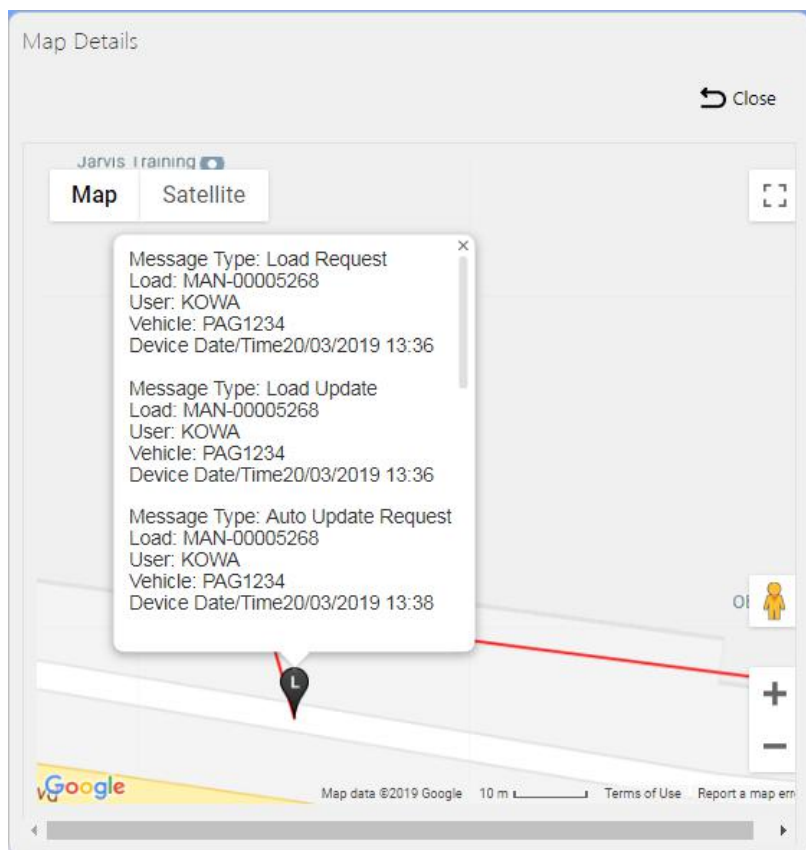 Map Details
Close
Jarvis Training
Map Satellite
Message Type: Load Request
Load: MAN-00005268
User: KOWA
Vehicle: PAG1234
Device Date/Time20/03/2019 13:36
Message Type: Load Update
Load: MAN-00005268
User: KOWA
Vehicle: PAG1234
Device Date/Time20/03/2019 13:36
Message Type: Auto Update Request
Load: MAN-00005268
User: KOWA
Vehicle: PAG1234
Device Date/Time20/03/2019 13:38
L
Google
Map data ©2019 Google 10 m Terms of Use Report a map err